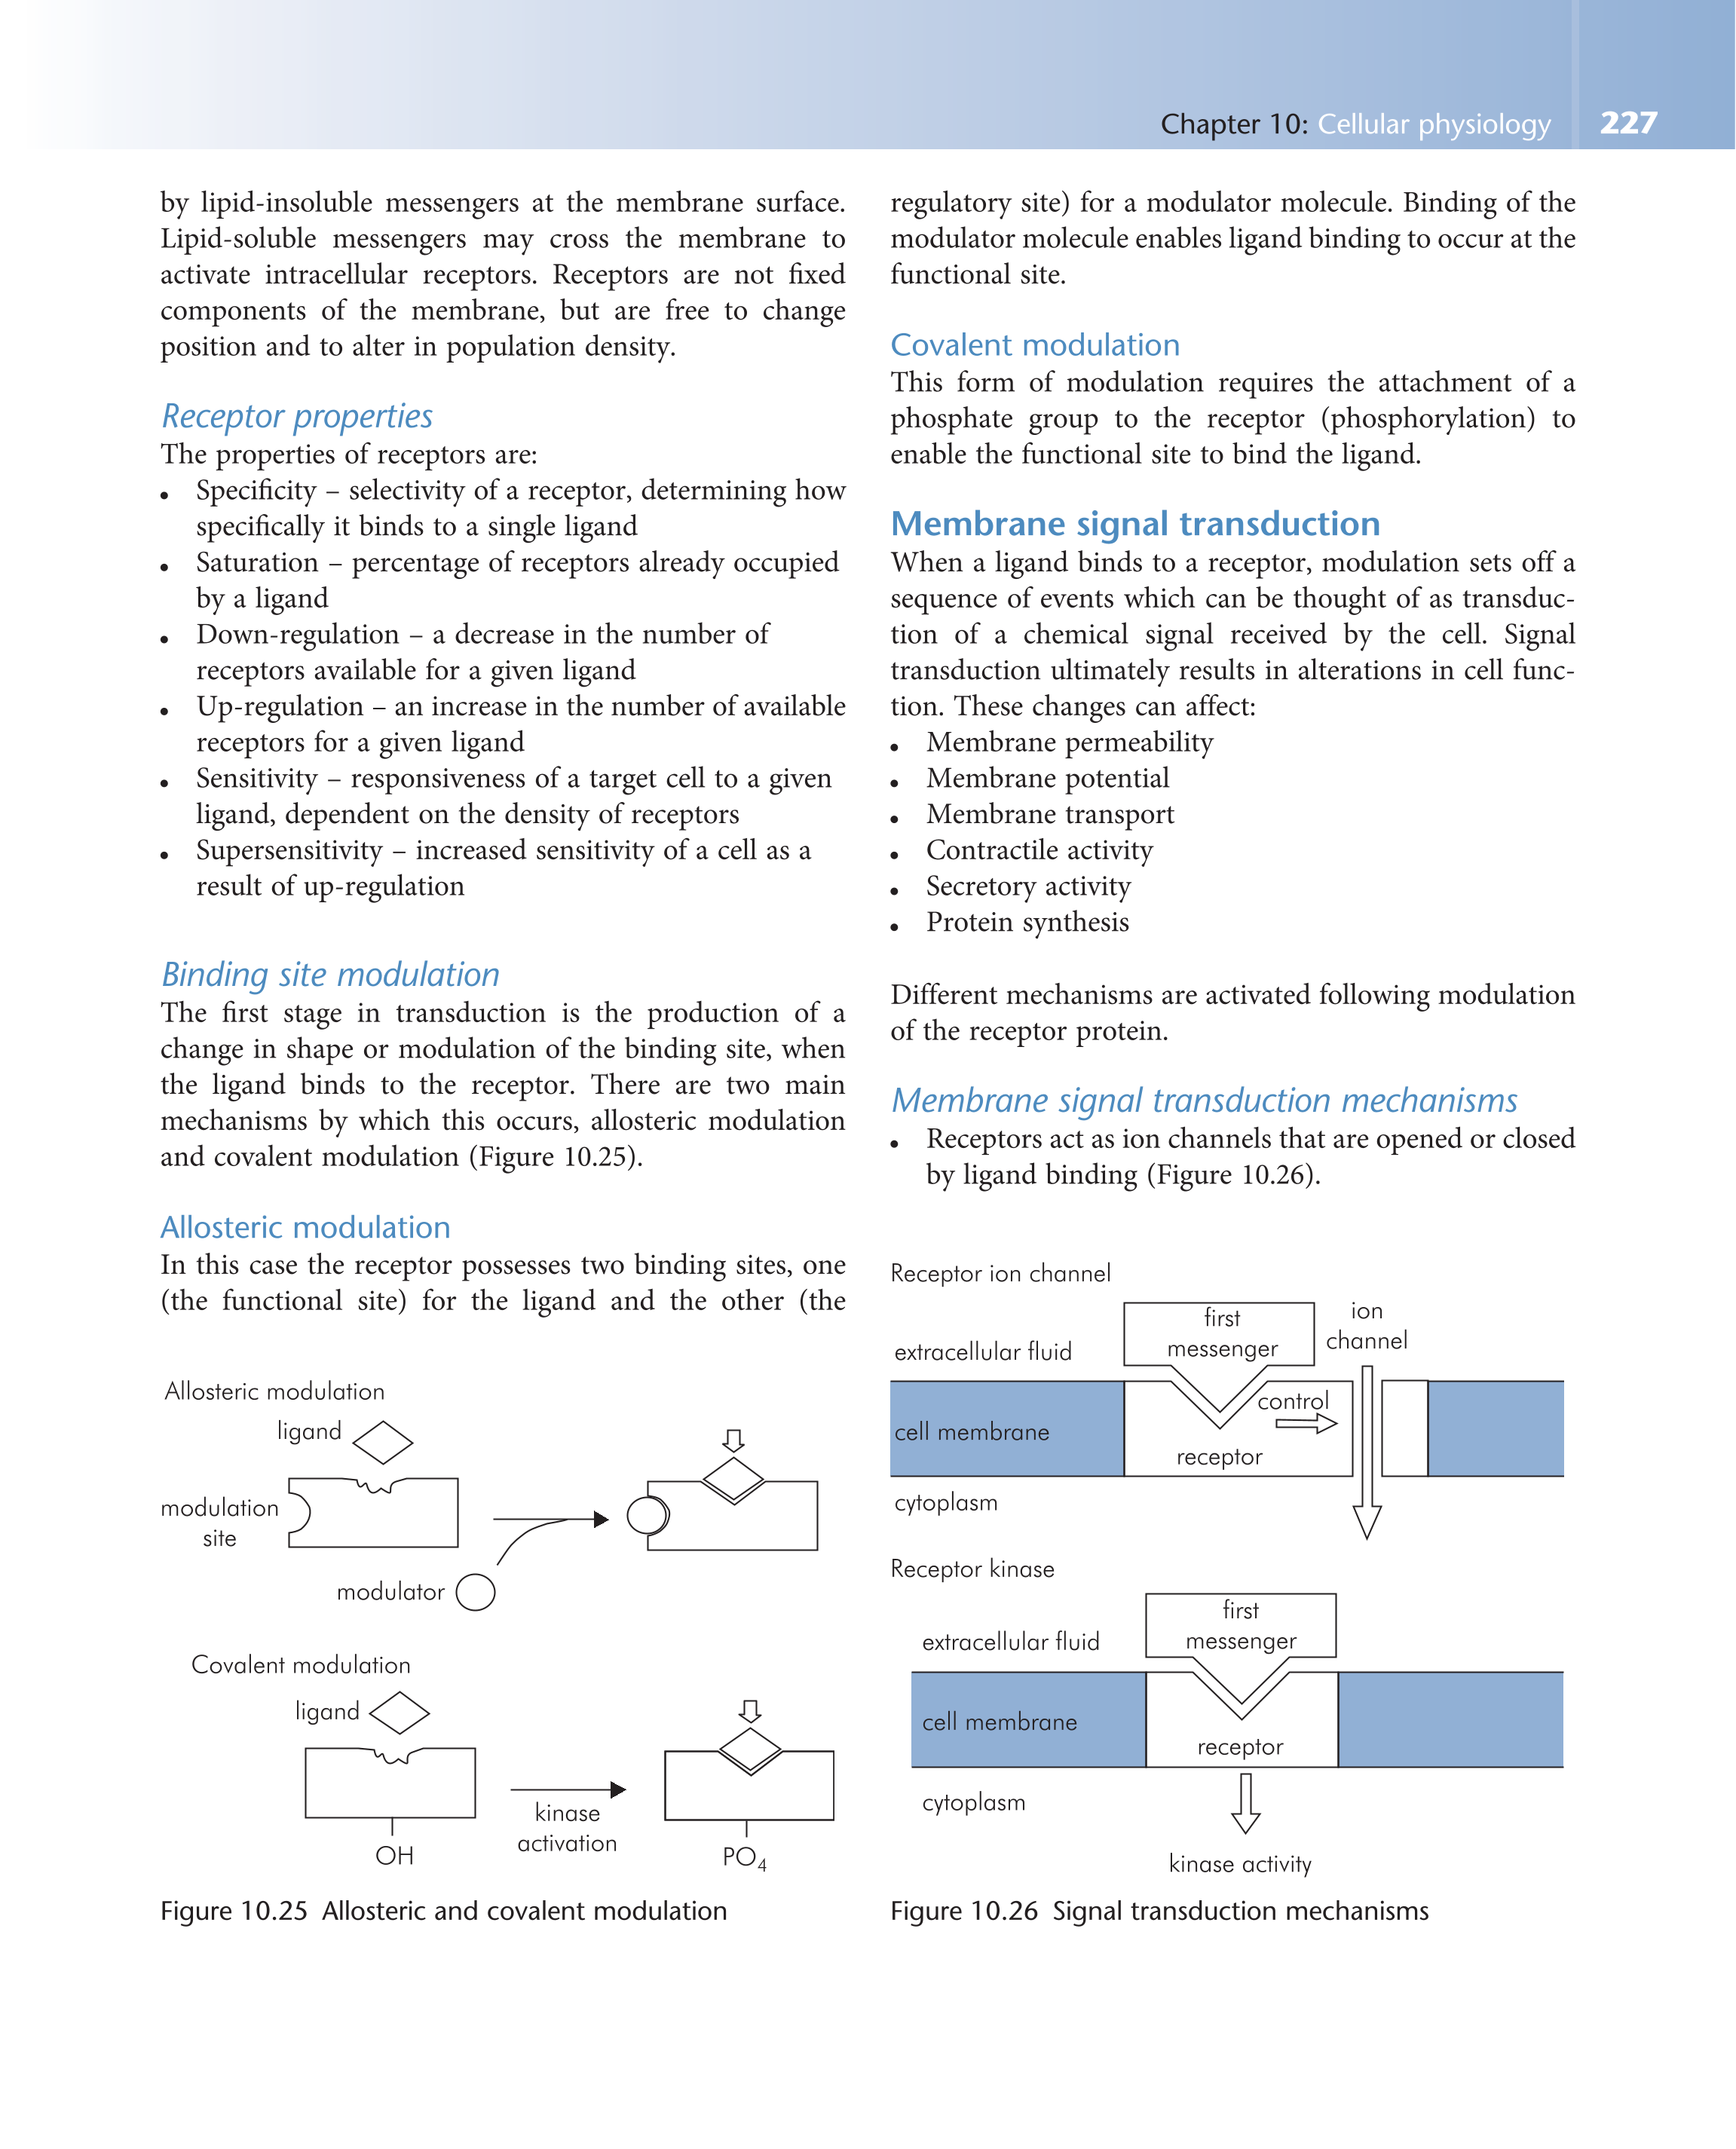 Chapter 10: Cellular physiology 227
by lipid-insoluble messengers at the membrane surface.
Lipid-soluble messengers may cross the membrane to
activate intracellular receptors. Receptors are not fixed
components of the membrane, but are free to change
position and to alter in population density.
Receptor properties
The properties of receptors are:
• Specificity – selectivity of a receptor, determining how
specifically it binds to a single ligand
• Saturation – percentage of receptors already occupied
by a ligand
• Down-regulation – a decrease in the number of
receptors available for a given ligand
• Up-regulation – an increase in the number of available
receptors for a given ligand
• Sensitivity – responsiveness of a target cell to a given
ligand, dependent on the density of receptors
• Supersensitivity – increased sensitivity of a cell as a
result of up-regulation
Binding site modulation
The first stage in transduction is the production of a
change in shape or modulation of the binding site, when
the ligand binds to the receptor. There are two main
mechanisms by which this occurs, allosteric modulation
and covalent modulation (Figure 10.25).
Allosteric modulation
In this case the receptor possesses two binding sites, one
(the functional site) for the ligand and the other (the
Allosteric modulation
ligand
modulation
site
modulator
Covalent modulation
ligand
kinase
activation
OH
PO4
Figure 10.25 Allosteric and covalent modulation
regulatory site) for a modulator molecule. Binding of the
modulator molecule enables ligand binding to occur at the
functional site.
Covalent modulation
This form of modulation requires the attachment of a
phosphate group to the receptor (phosphorylation) to
enable the functional site to bind the ligand.
Membrane signal transduction
When a ligand binds to a receptor, modulation sets off a
sequence of events which can be thought of as transduc-
tion of a chemical signal received by the cell. Signal
transduction ultimately results in alterations in cell func-
tion. These changes can affect:
• Membrane permeability
• Membrane potential
• Membrane transport
• Contractile activity
• Secretory activity
• Protein synthesis
Different mechanisms are activated following modulation
of the receptor protein.
Membrane signal transduction mechanisms
• Receptors act as ion channels that are opened or closed
by ligand binding (Figure 10.26).
Receptor ion channel
first
messenger
ion
channel
extracellular fluid
control
cell membrane
receptor
cytoplasm
Receptor kinase
first
messenger
extracellular fluid
cell membrane
receptor
cytoplasm
kinase activity
Figure 10.26 Signal transduction mechanisms